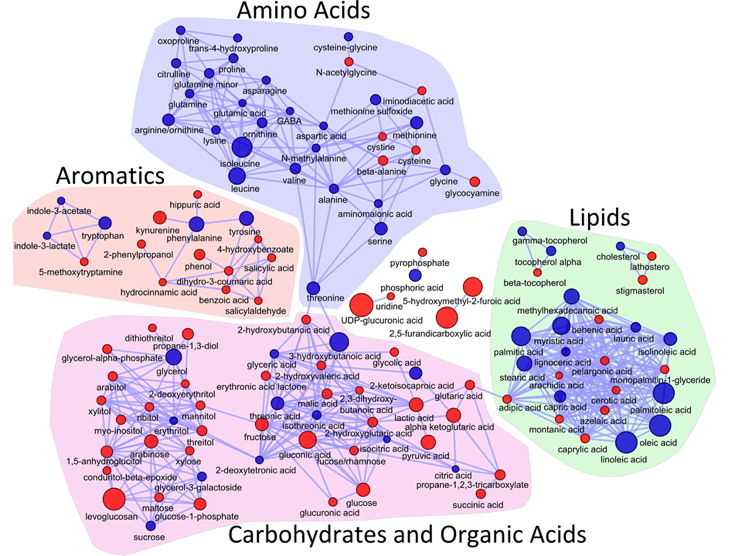 Amino Acids
oxoproline
trans-4-hydroxyproline
cysteine-glycine
proline
N-acetylglycine
citrulline
glutamine minor
asparagine
iminodiacetic acid
glutamine
methionine sulfoxide
glutamic acid
GABA
arginine/ornithine
ornithine
aspartic acid
methionine
lysine
cystine
isoleucine
N-methylalanine
cysteine
beta-alanine
valine
glycine
leucine
alanine
glycocyamine
aminomalonic acid
serine
threonine
Aromatics
hippuric acid
indole-3-acetate
kynurenine
tryptophan
phenylalanine
tyrosine
indole-3-lactate
2-phenylpropanol
4-hydroxybenzoate
5-methoxytryptamine
phenol
salicylic acid
dihydro-3-coumaric acid
hydrocinnamic acid
benzoic acid
salicylaldehyde
pyrophosphate
phosphoric acid
uridine
5-hydroxymethyl-2-furoic acid
UDP-glucuronic acid
2,5-furandicarboxylic acid
Lipids
gamma-tocopherol
cholesterol
tocopherol alpha
lathostero
beta-tocopherol
stigmasterol
methylhexadecanoic acid
behenic acid
myristic acid
lauric acid
isolinoleic acid
palmitic acid
lignoceric acid
pelargonic acid
stearic acid
monopalmitin-1-glyceride
arachidic acid
cerotic acid
adipic acid
capric acid
palmitoleic acid
azelaic acid
montanic acid
oleic acid
caprylic acid
linoleic acid
2-hydroxybutanoic acid
dithiothreitol
propane-1,3-diol
glycerol-alpha-phosphate
glycerol
glyceric acid
3-hydroxybutanoic acid
glycolic acid
2-hydroxyvaleric acid
arabitol
2-deoxyerythritol
erythronic acid lactone
2-ketoisocaproic acid
glutaric acid
xylitol
ribitol
mannitol
malic acid
2,3-dihydroxy-
butanoic acid
threonic acid
lactic acid
myo-inositol
erythritol
isothreonic acid
alpha ketoglutaric acid
threitol
fructose
2-hydroxyglutaric acid
arabinose
xylose
gluconic acid
isocitric acid
pyruvic acid
1,5-anhydroglucitol
2-deoxytetronic acid
fucose/rhamnose
conduntol-beta-epoxide
citric acid
glycerol-3-galactoside
propane-1,2,3-tricarboxylate
maltose
glucose
succinic acid
levoglucosan
glucose-1-phosphate
glucuronic acid
sucrose
Carbohydrates and Organic Acids